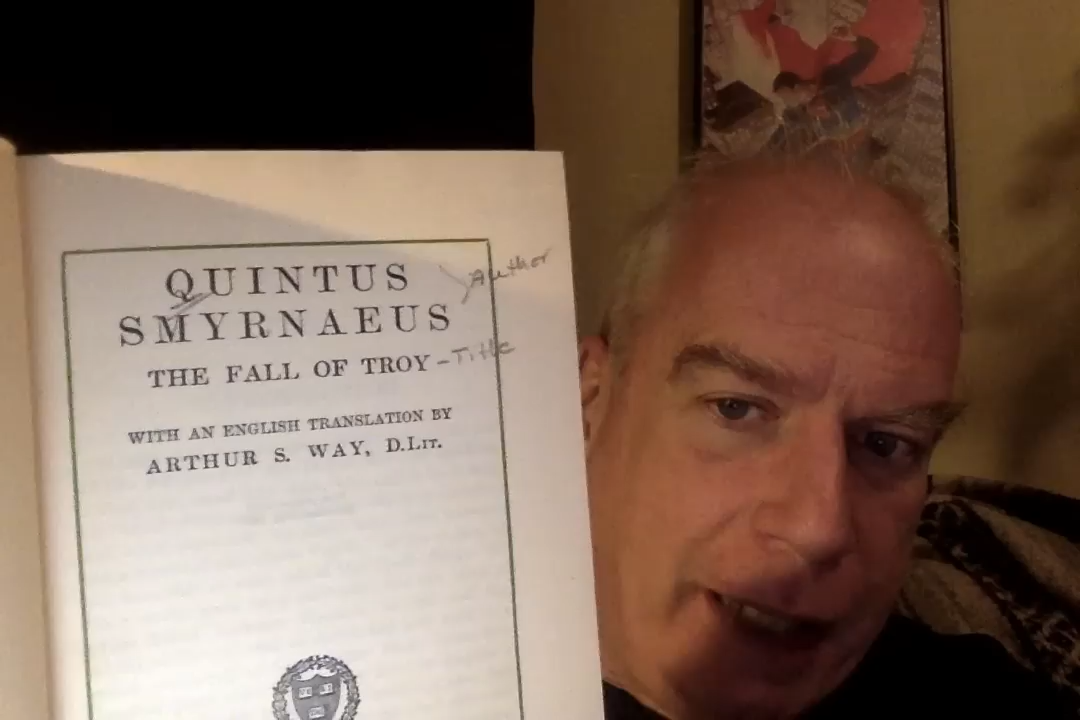 QUINTUS Author
SMYRNAEUS
THE FALL OF TROY - Title
WITH AN ENGLISH TRANSLATION BY
ARTHUR S. WAY, D.LIT.